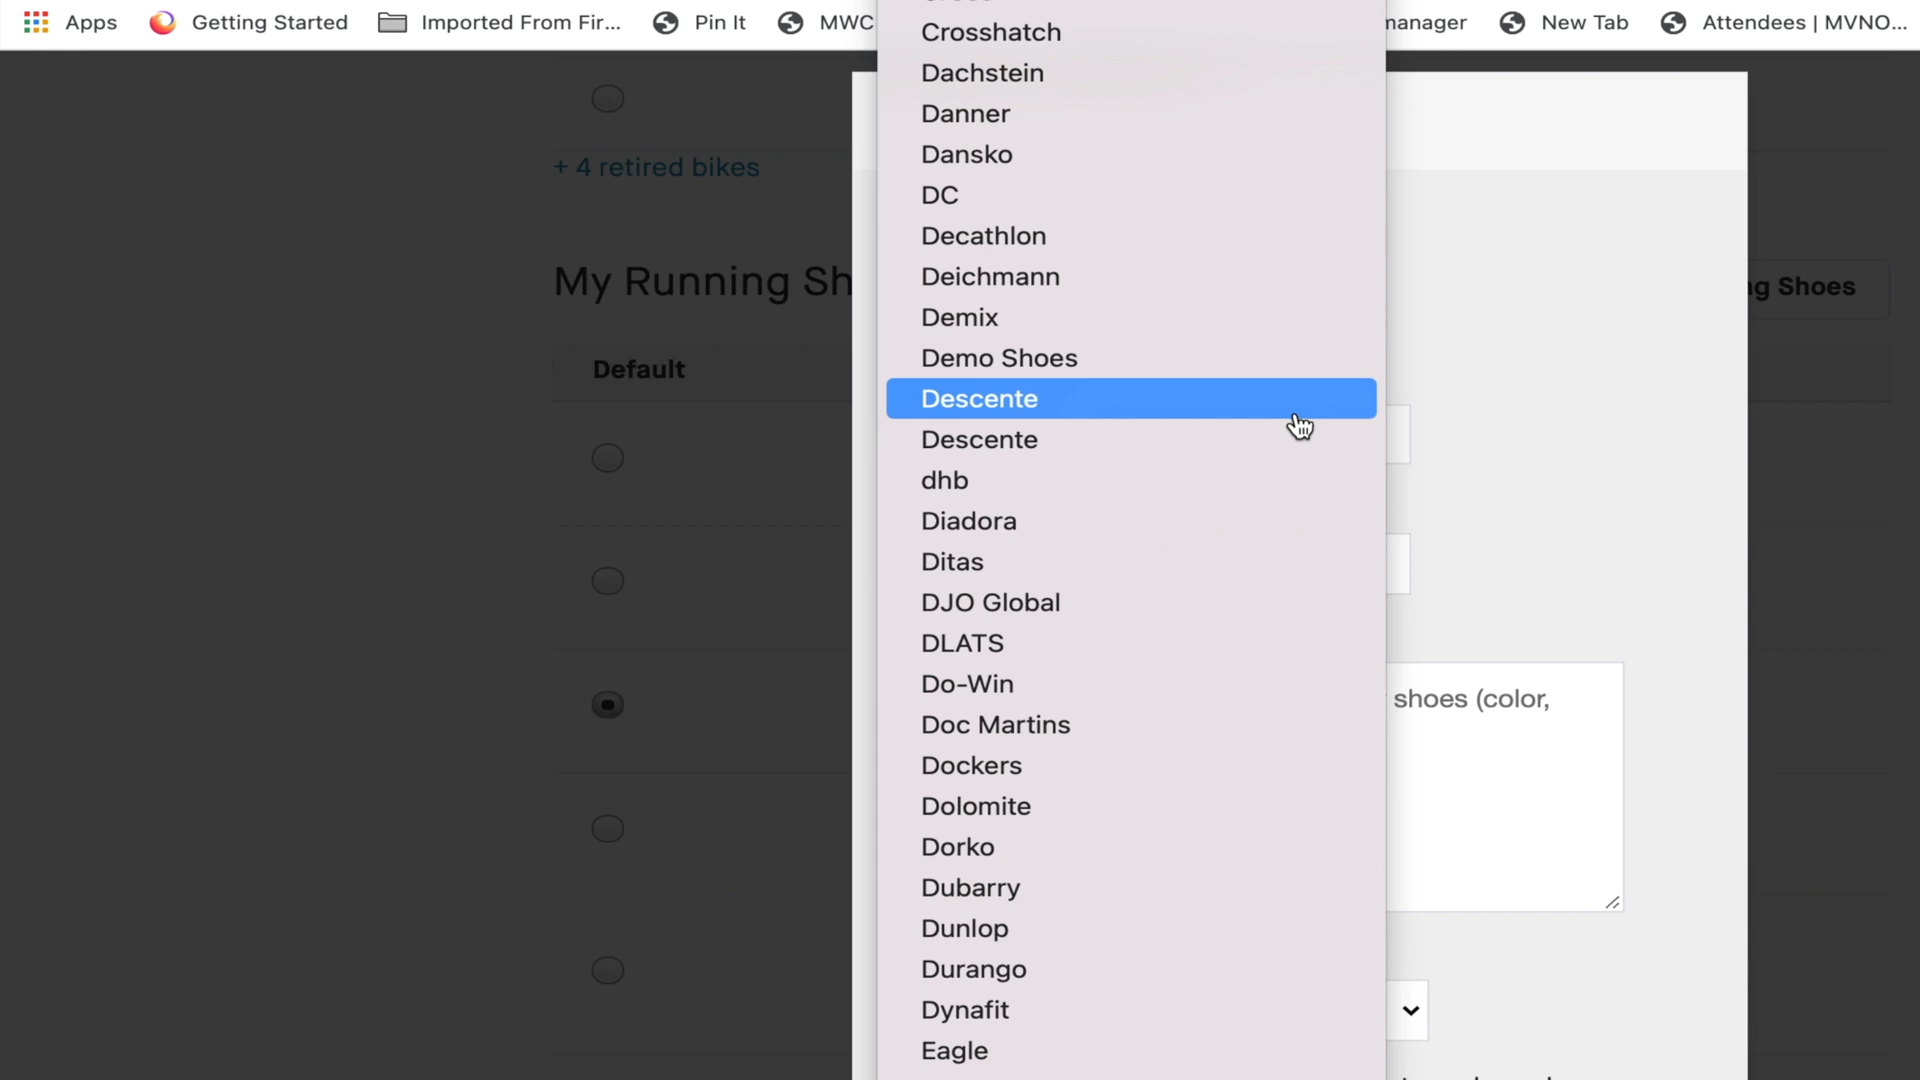 Apps Getting Started Imported From Fir... Pin It MWC manager New Tab Attendees | MVNO...
Crosshatch
Dachstein
Danner
Dansko
DC
Decathlon
Deichmann
Demix
Demo Shoes
Descente
Descente
dhb
Diadora
Ditas
DJO Global
DLATS
Do-Win
Doc Martins
Dockers
Dolomite
Dorko
Dubarry
Dunlop
Durango
Dynafit
Eagle
+ 4 retired bikes
My Running Sh
ng Shoes
Default
shoes (color,